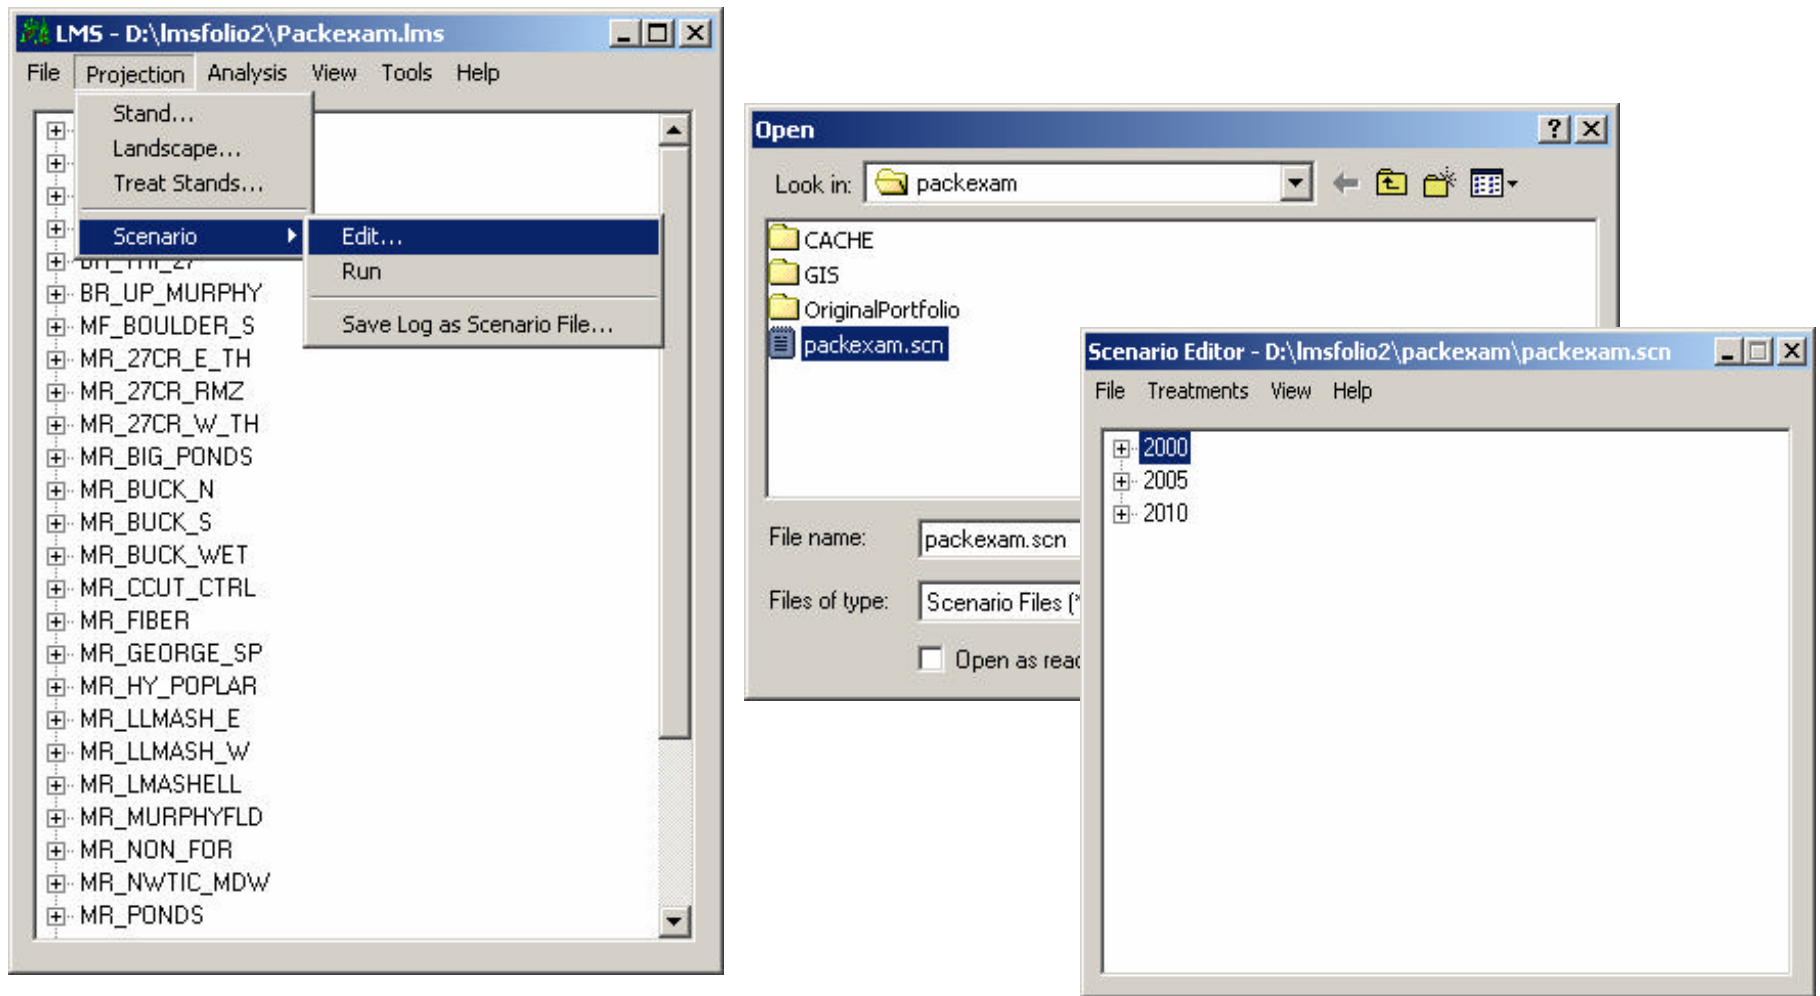 LMS - D:\lmsfolio2\Packexam.lms
File Projection Analysis View Tools Help
Stand...
Landscape...
Treat Stands...
Scenario
Edit...
Run
Save Log as Scenario File...
BR_UP_MURPHY
MF_BOULDER_S
MR_27CR_E_TH
MR_27CR_RMZ
MR_27CR_W_TH
MR_BIG_PONDS
MR_BUCK_N
MR_BUCK_S
MR_BUCK_WET
MR_CCUT_CTRL
MR_FIBER
MR_GEORGE_SP
MR_HY_POPLAR
MR_LLMASH_E
MR_LLMASH_W
MR_LMASHELL
MR_MURPHYFLD
MR_NON_FOR
MR_NWTIC_MDW
MR_PONDS
Open
Look in: packexam
CACHE
GIS
OriginalPortfolio
packexam.scn
File name: packexam.scn
Files of type: Scenario Files (*
Open as read
Scenario Editor - D:\lmsfolio2\packexam\packexam.scn
File Treatments View Help
2000
2005
2010